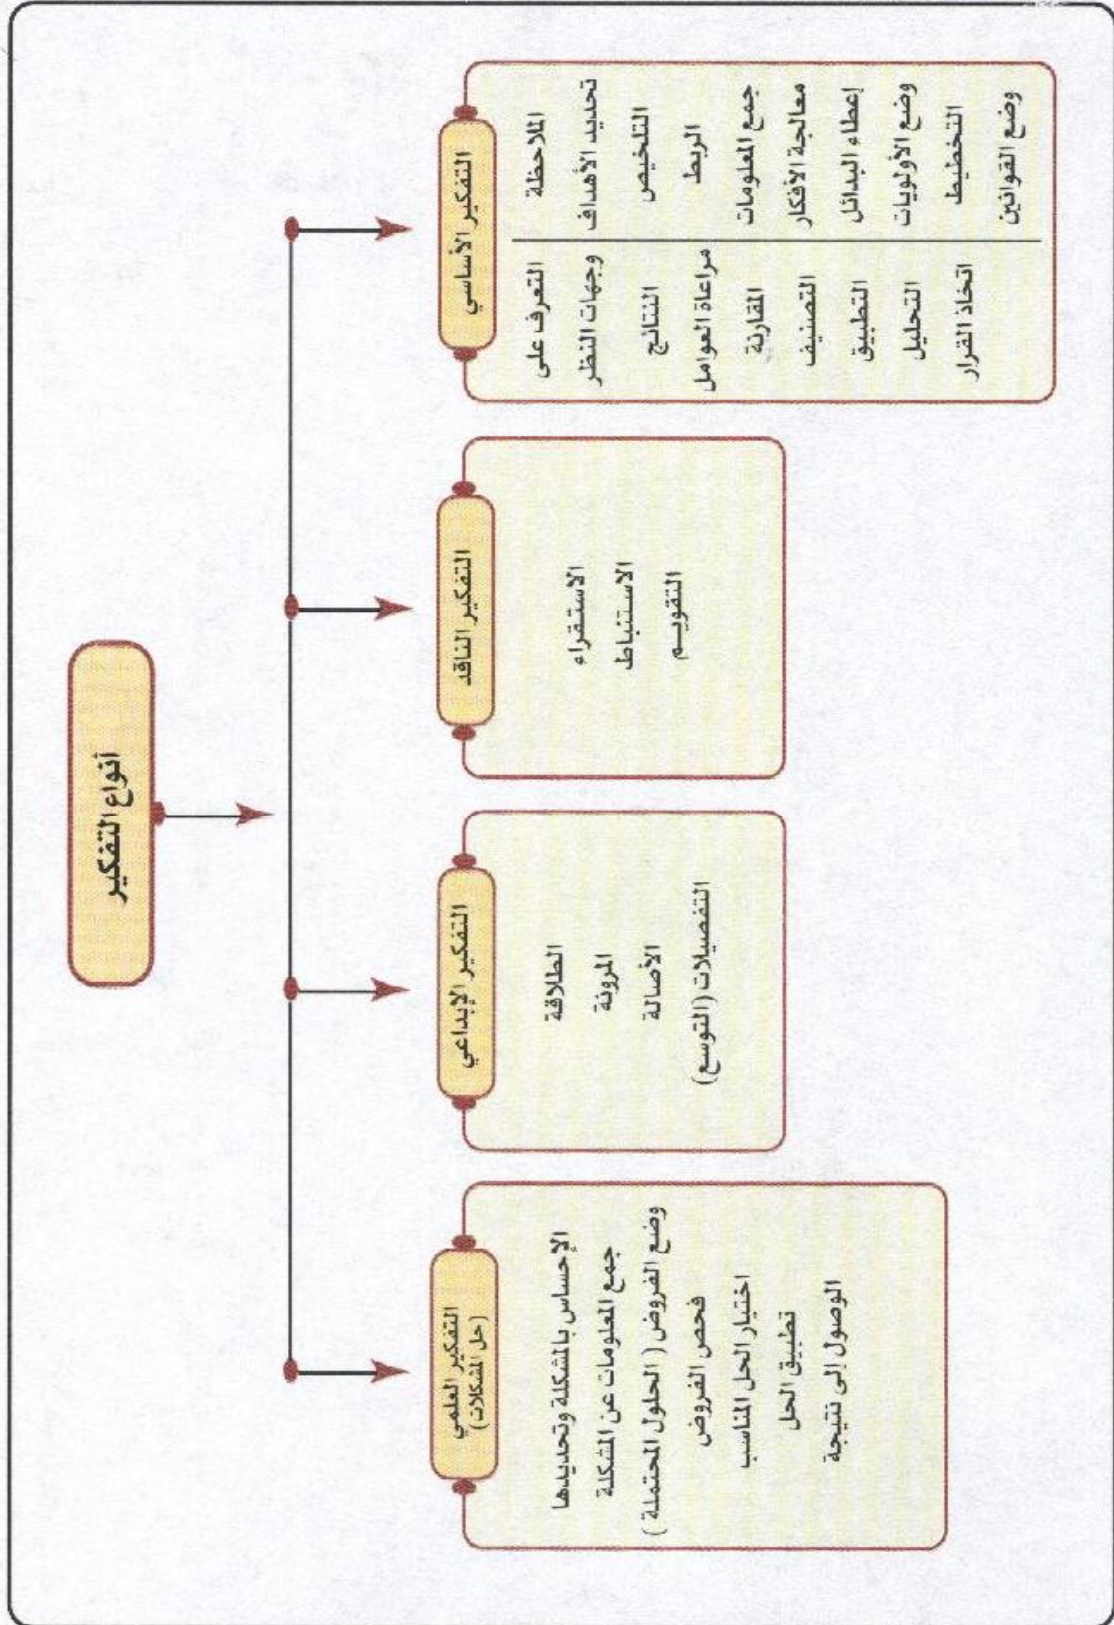 أنواع التفكير
التفكير الأساسي
الملاحظة
تحديد الأهداف
التلخيص
الربط
جمع المعلومات
معالجة الأفكار
إعطاء البدائل
وضع الأولويات
التخطيط
وضع القوانين
التعرف على
وجهات النظر
النتائج
مراعاة العوامل
المقارنة
التصنيف
التطبيق
التحليل
اتخاذ القرار
التفكير الناقد
الاستقراء
الاستنباط
التقويم
التفكير الإبداعي
الطلاقة
المرونة
الأصالة
التفصيلات (التوسع)
التفكير العلمي
(حل المشكلات)
الإحساس بالمشكلة وتحديدها
جمع المعلومات عن المشكلة
وضع الفروض ( الحلول المحتملة )
فحص الفروض
اختيار الحل المناسب
تطبيق الحل
الوصول إلى نتيجة